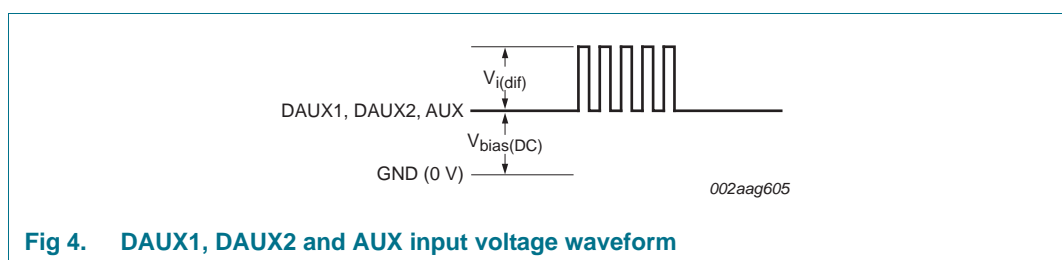 V_i(dif)
DAUX1, DAUX2, AUX
V_bias(DC)
GND (0 V)
002aag605
Fig 4. DAUX1, DAUX2 and AUX input voltage waveform